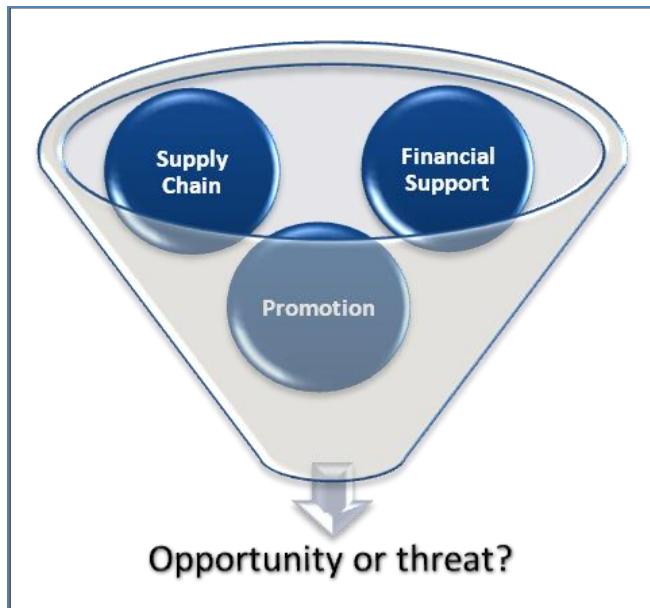 Supply
Chain
Financial
Support
Promotion
Opportunity or threat?